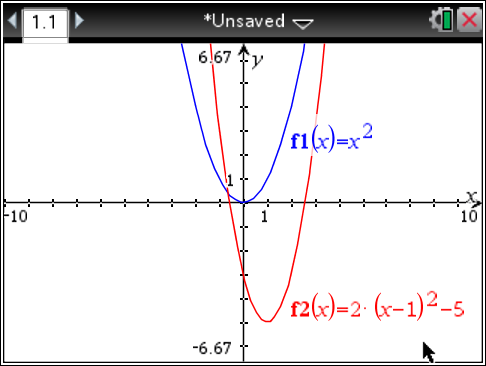 1.1 *Unsaved
6.67 y
f1(x)=x²
1
x
-10 1 10
f2(x)=2·(x-1)²-5
-6.67